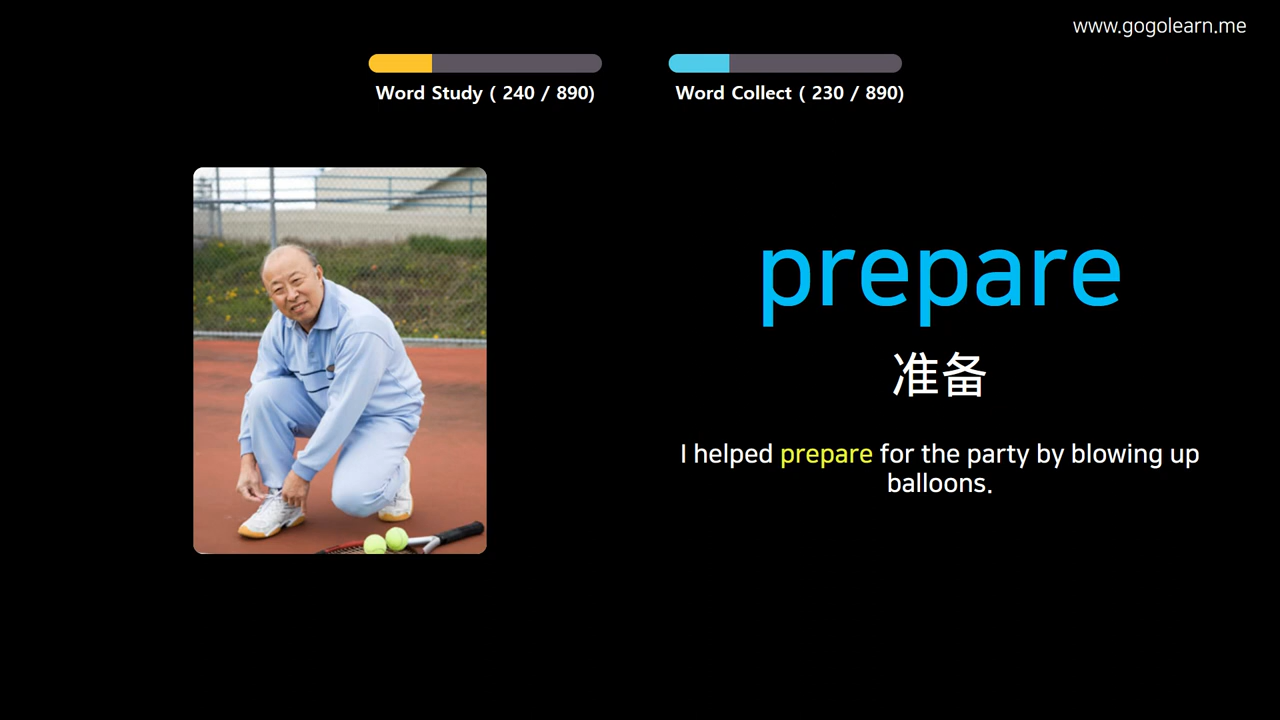 www.gogolearn.me
Word Study ( 240 / 890)
Word Collect ( 230 / 890)
prepare
准备
I helped prepare for the party by blowing up
balloons.